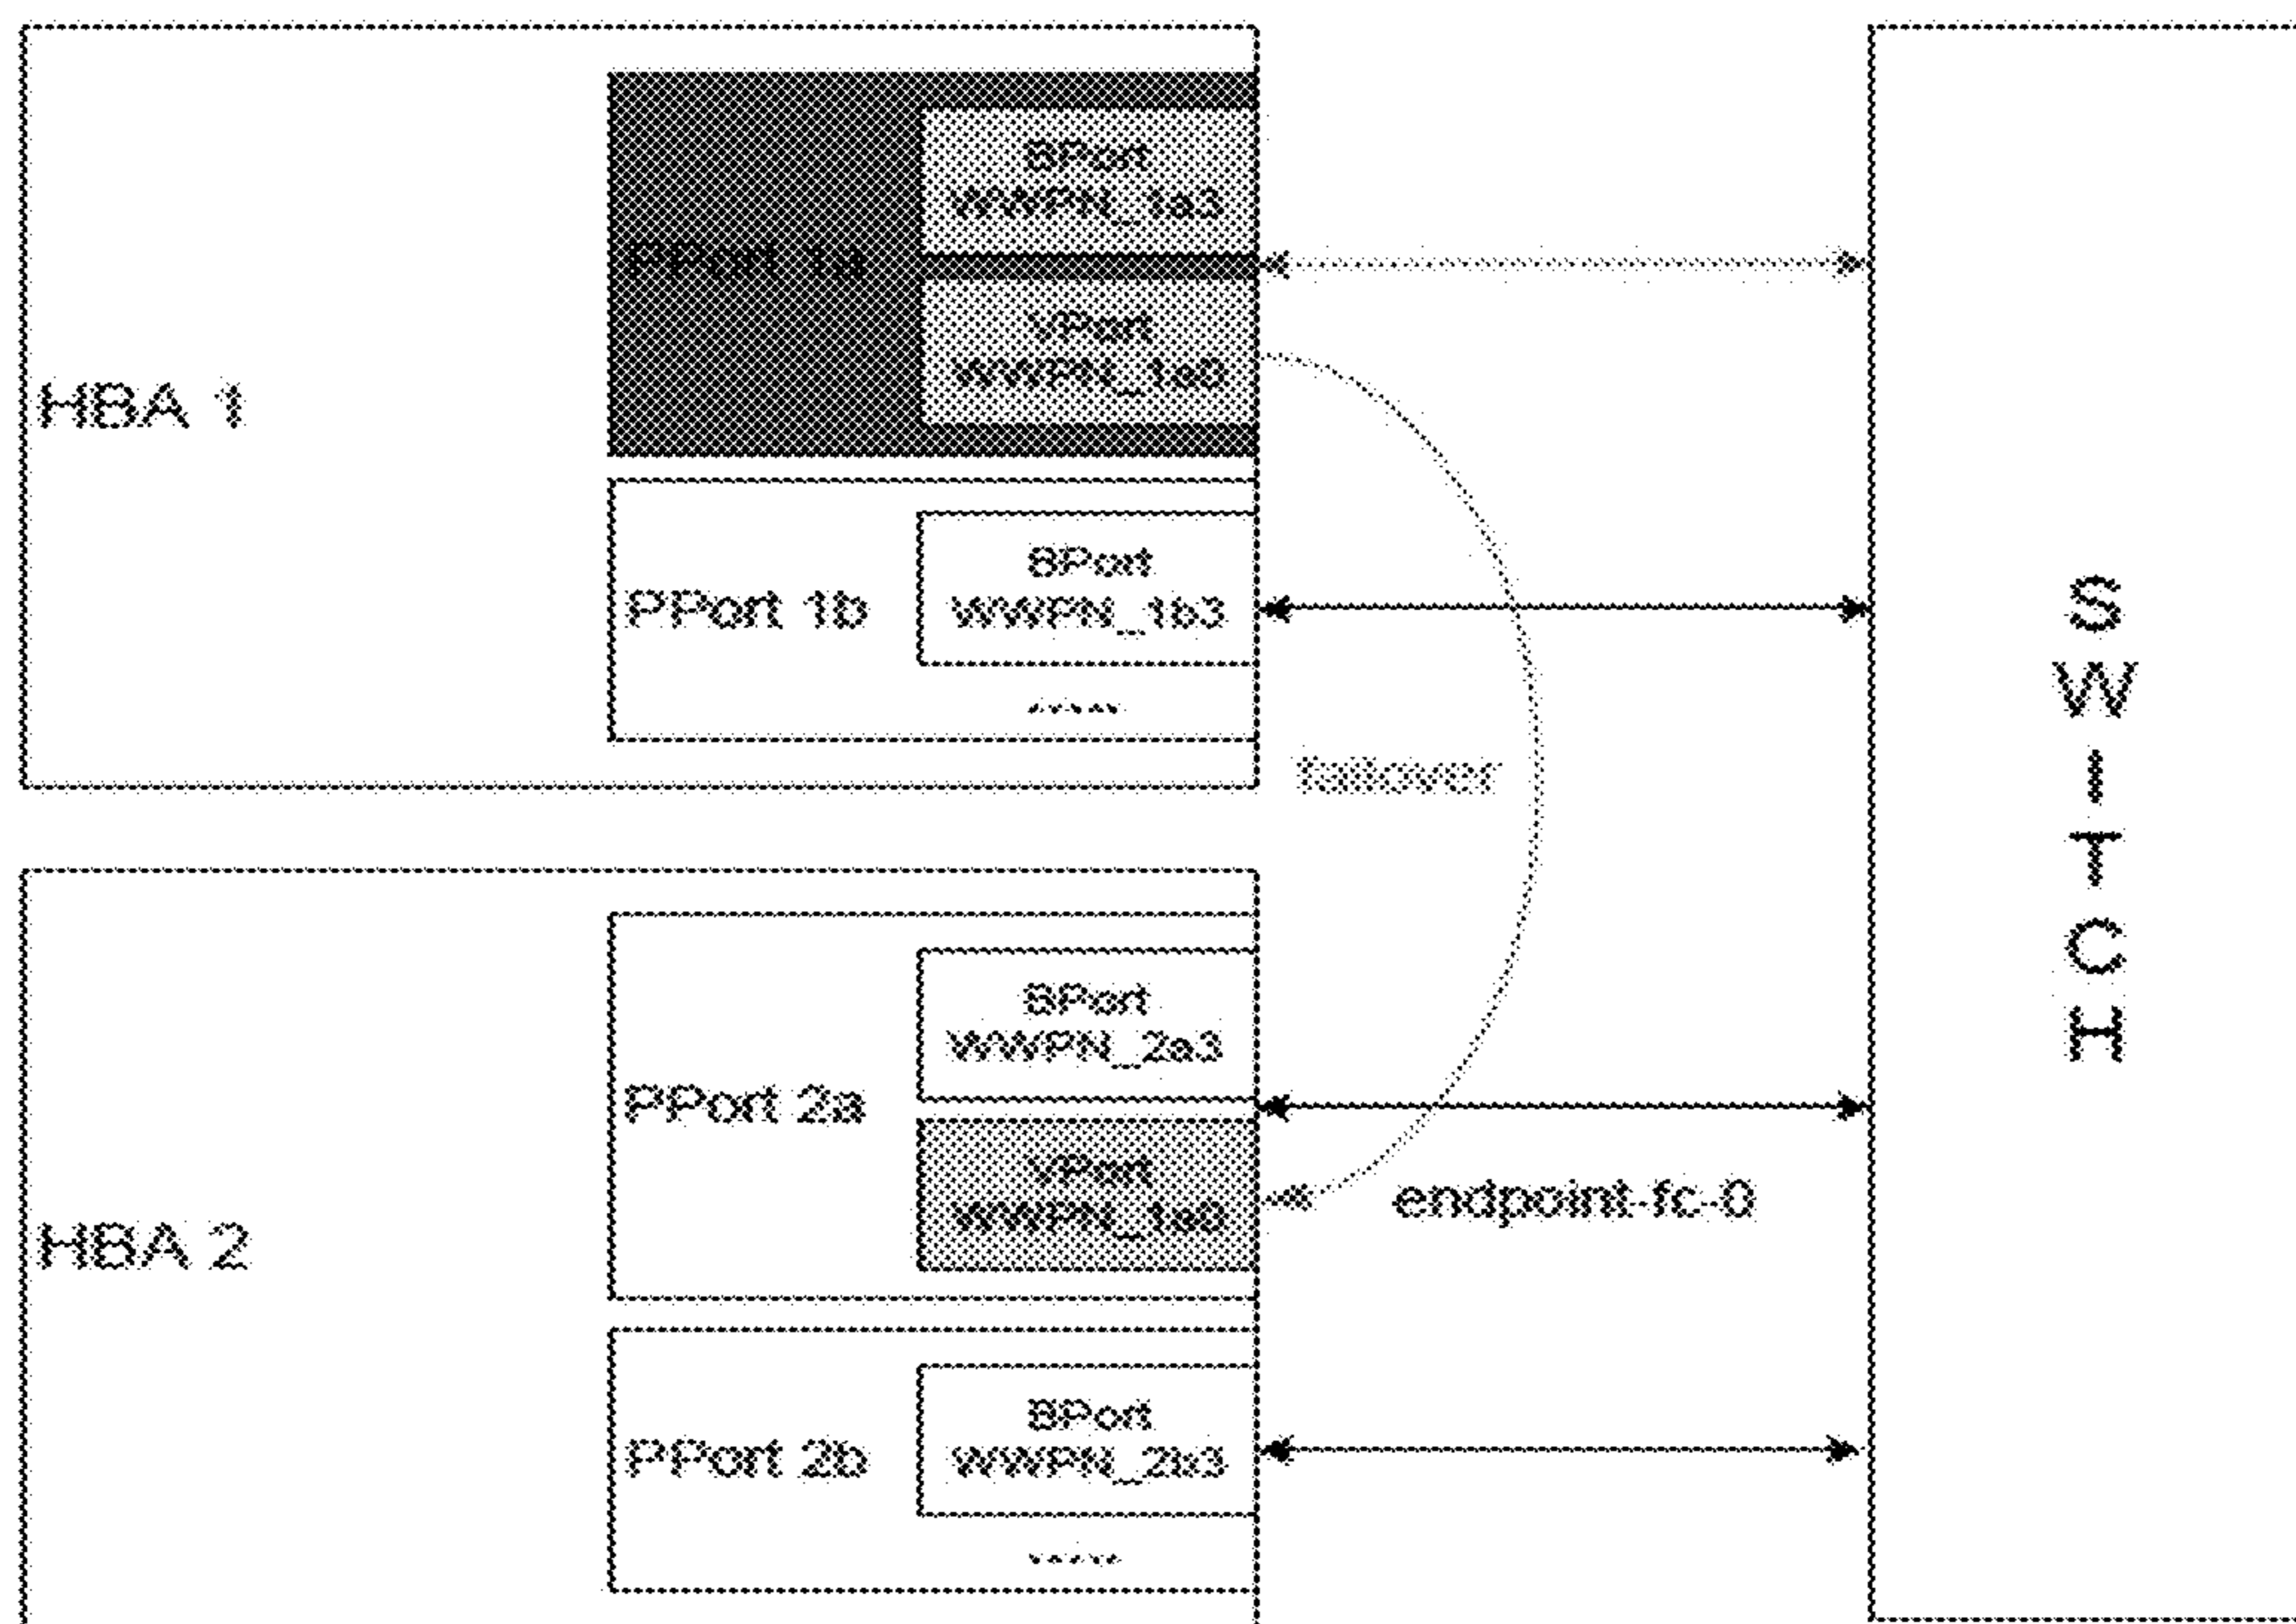 BPort
WWPN_1a3
PPort 1a
VPort
WWPN_1a0
HBA 1
BPort
PPort 1b
WWPN_1b3
.....
failover
SWITCH
BPort
WWPN_2a3
PPort 2a
VPort
WWPN_1a0
endpoint-fc-0
HBA 2
BPort
PPort 2b
WWPN_2b3
.....